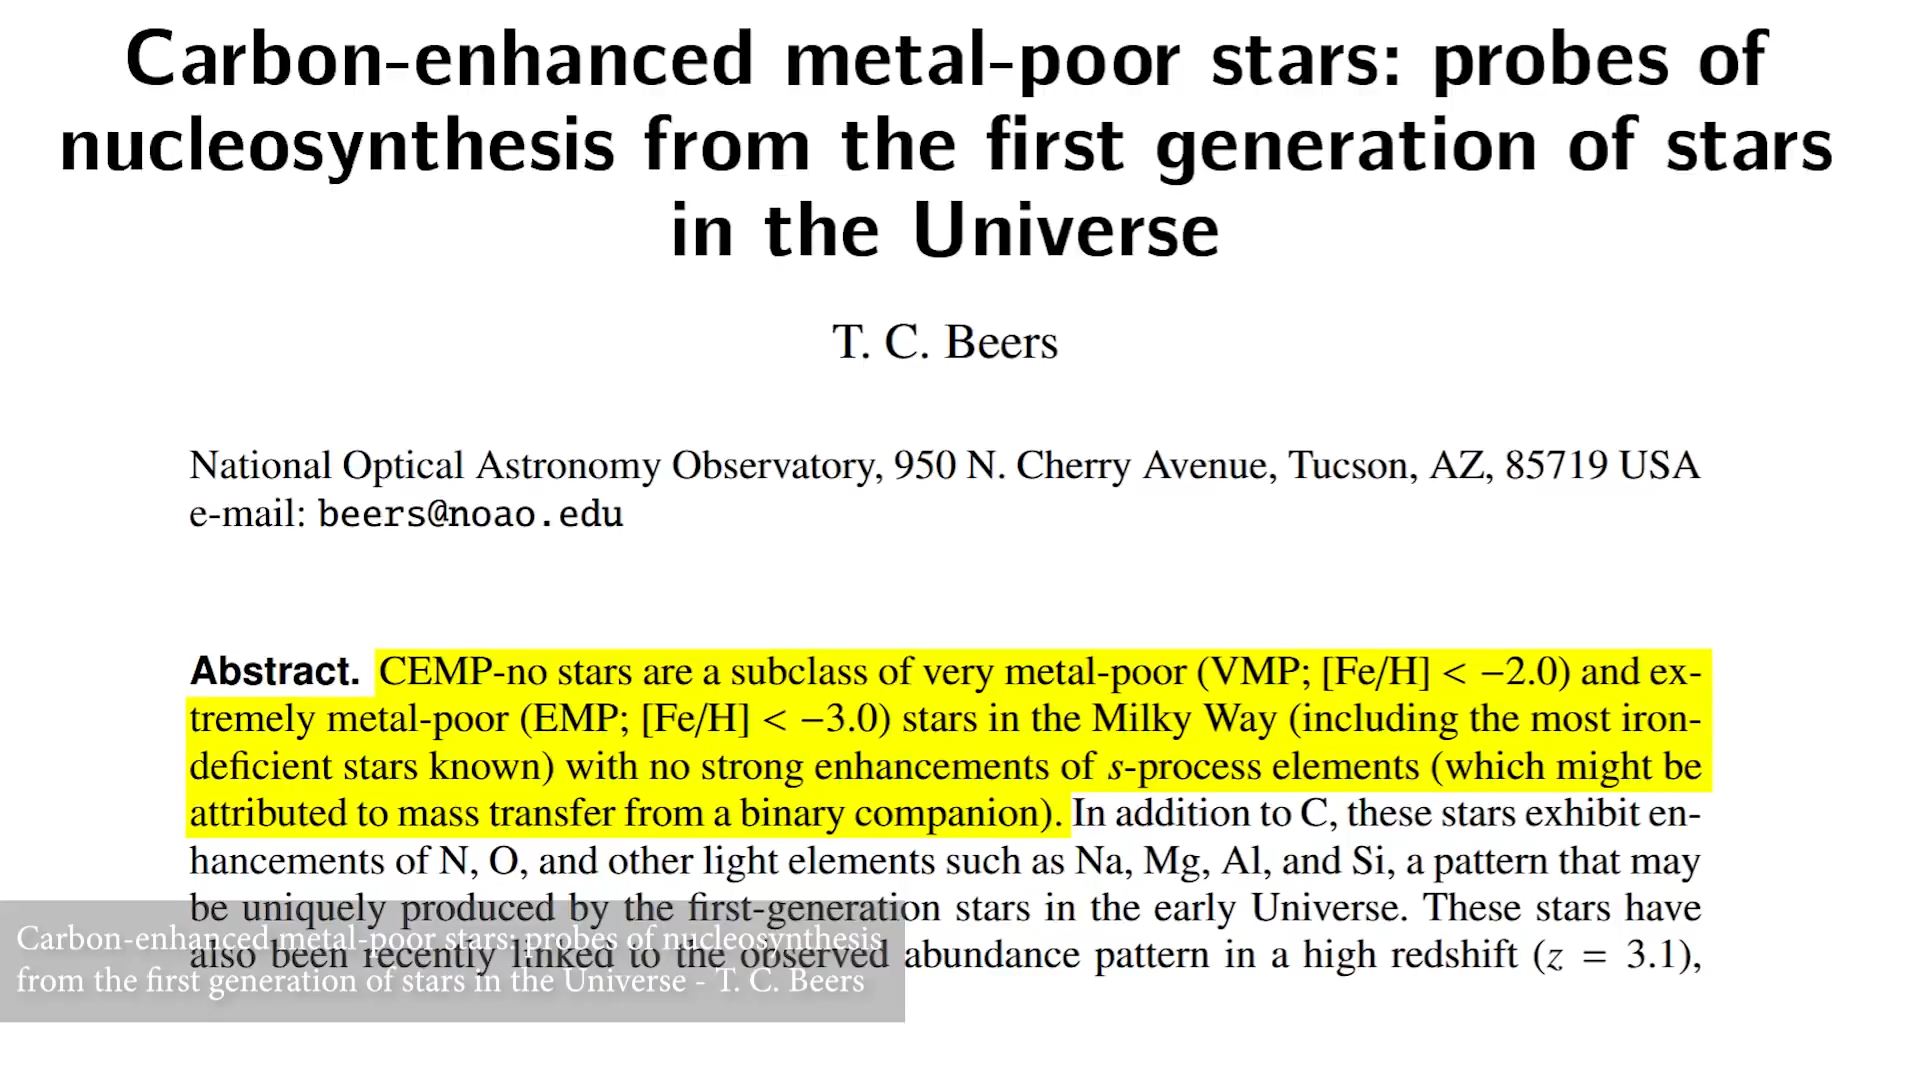 Carbon-enhanced metal-poor stars: probes of
nucleosynthesis from the first generation of stars
in the Universe
T. C. Beers
National Optical Astronomy Observatory, 950 N. Cherry Avenue, Tucson, AZ, 85719 USA
e-mail: beers@noao.edu
Abstract. CEMP-no stars are a subclass of very metal-poor (VMP; [Fe/H] < −2.0) and ex-
tremely metal-poor (EMP; [Fe/H] < −3.0) stars in the Milky Way (including the most iron-
deficient stars known) with no strong enhancements of s-process elements (which might be
attributed to mass transfer from a binary companion). In addition to C, these stars exhibit en-
hancements of N, O, and other light elements such as Na, Mg, Al, and Si, a pattern that may
be uniquely produced by the first-generation stars in the early Universe. These stars have
also been recently linked to the observed abundance pattern in a high redshift (z = 3.1),
Carbon-enhanced metal-poor stars: probes of nucleosynthesis
from the first generation of stars in the Universe - T. C. Beers